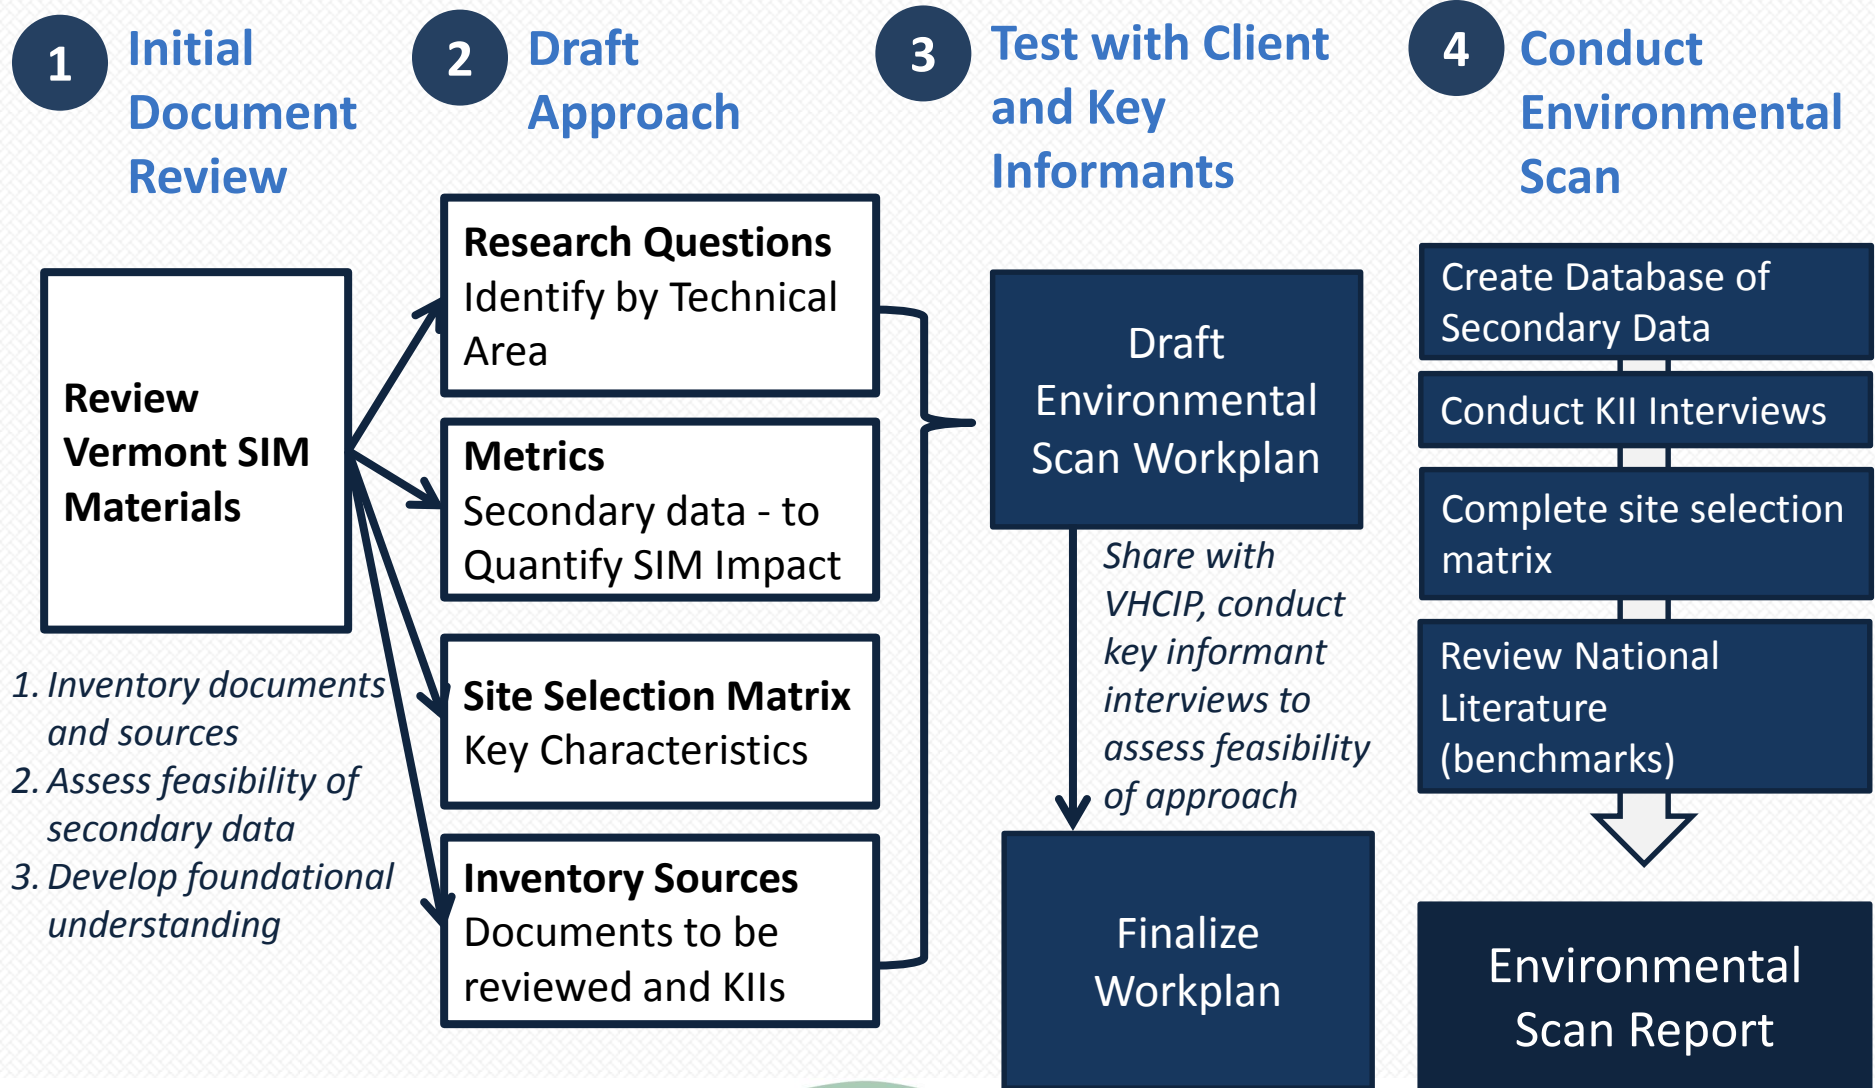 1
Initial
Document
Review
Review
Vermont SIM
Materials
1. Inventory documents
and sources
2. Assess feasibility of
secondary data
3. Develop foundational
understanding
2
Draft
Approach
Research Questions
Identify by Technical
Area
Metrics
Secondary data - to
Quantify SIM Impact
Site Selection Matrix
Key Characteristics
Inventory Sources
Documents to be
reviewed and KIIs
3
Test with Client
and Key
Informants
Draft
Environmental
Scan Workplan
Share with
VHCIP, conduct
key informant
interviews to
assess feasibility
of approach
Finalize
Workplan
4
Conduct
Environmental
Scan
Create Database of
Secondary Data
Conduct KII Interviews
Complete site selection
matrix
Review National
Literature
(benchmarks)
Environmental
Scan Report